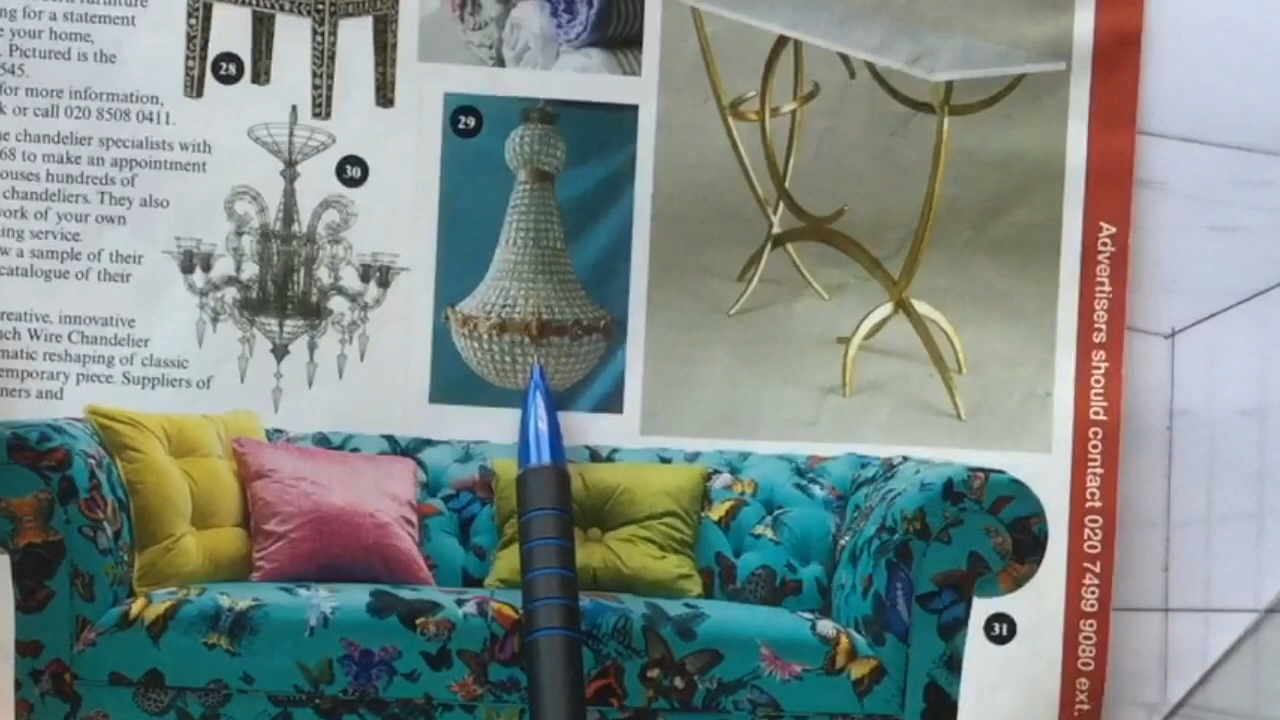 ng for a statement
e your home,
. Pictured is the
545.
for more information,
k or call 020 8508 0411.
e chandelier specialists with
68 to make an appointment
ouses hundreds of
chandeliers. They also
ork of your own
ing service.
w a sample of their
catalogue of their
reative, innovative
ch Wire Chandelier
matic reshaping of classic
emporary piece. Suppliers of
ners and
28
29
30
31
Advertisers should contact 020 7499 9080 ext.